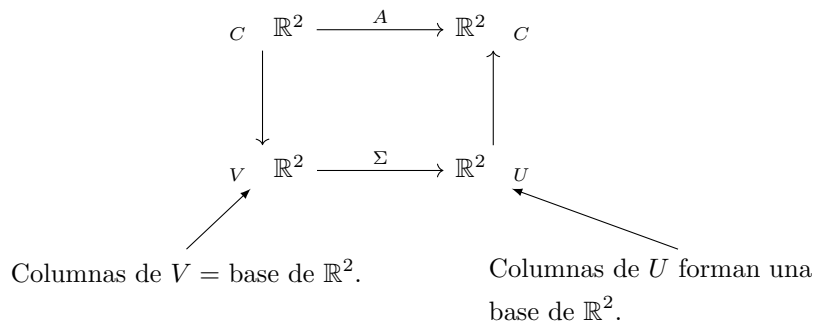 C ℝ² A ℝ² C
V ℝ² Σ ℝ² U
Columnas de V = base de ℝ².
Columnas de U forman una
base de ℝ².